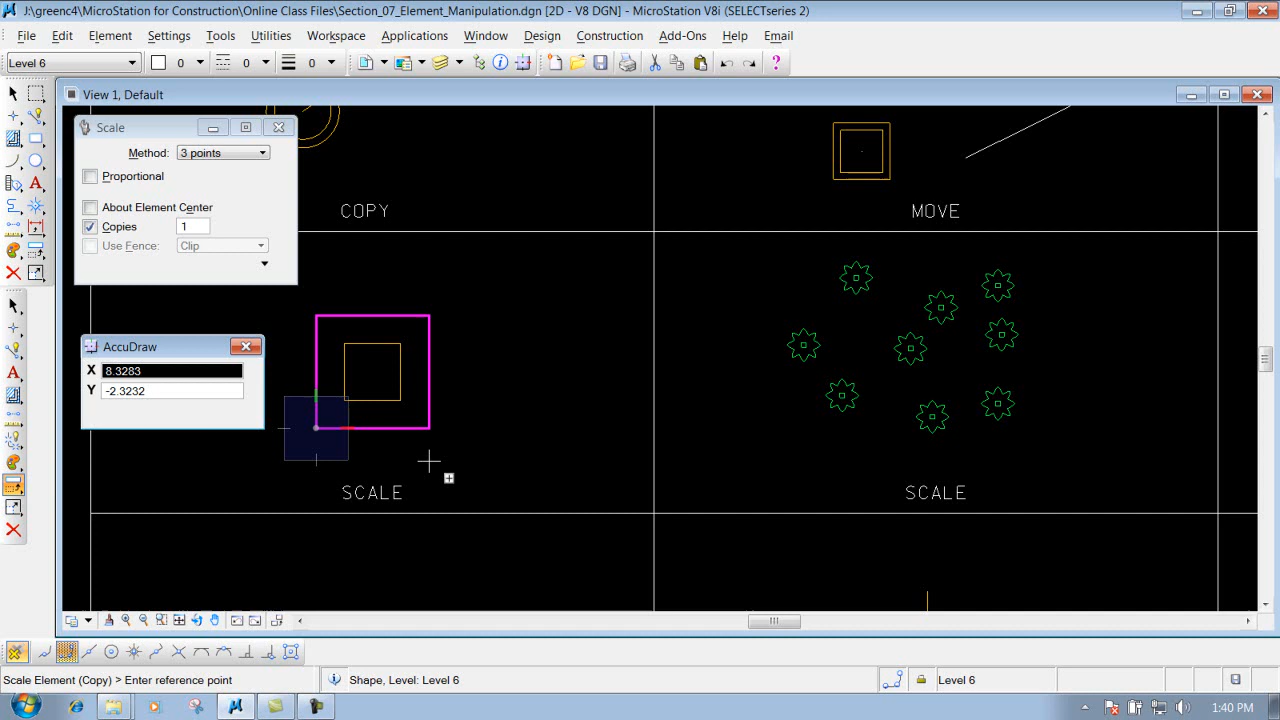 J:\greenc4\MicroStation for Construction\Online Class Files\Section_07_Element_Manipulation.dgn [2D - V8 DGN] - MicroStation V8i (SELECTseries 2)
File Edit Element Settings Tools Utilities Workspace Applications Window Design Construction Add-Ons Help Email
Level 6 0 0 0
View 1, Default
Scale
Method: 3 points
Proportional
About Element Center
Copies 1
Use Fence: Clip
COPY
MOVE
AccuDraw
X 8.3283
Y -2.3232
SCALE
SCALE
Scale Element (Copy) > Enter reference point
Shape, Level: Level 6
Level 6
1:40 PM